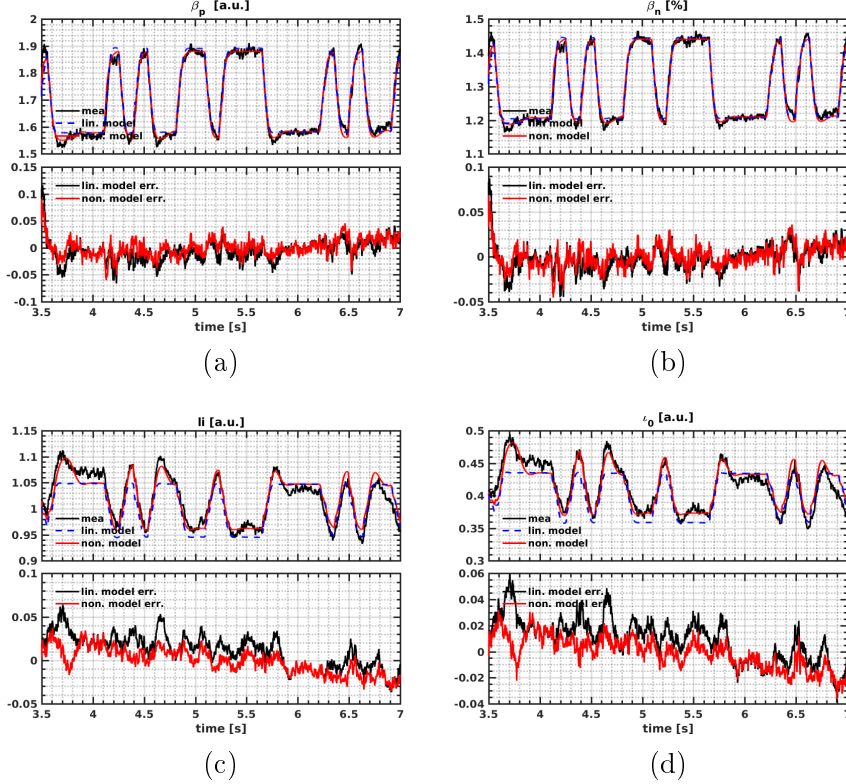 βp [a.u.]
1.9
1.8
1.7
1.6
1.5
mea
lin. model
non. model
0.15
0.1
0.05
0
-0.05
-0.1
lin. model err.
non. model err.
3.5 4 4.5 5 5.5 6 6.5 7
time [s]
(a)
βn [%]
1.5
1.4
1.3
1.2
1.1
mea
lin. model
non. model
0.1
0.05
0
-0.05
lin. model err.
non. model err.
3.5 4 4.5 5 5.5 6 6.5 7
time [s]
(b)
li [a.u.]
1.15
1.1
1.05
1
0.95
0.9
mea
lin. model
non. model
0.1
0.05
0
-0.05
lin. model err.
non. model err.
3.5 4 4.5 5 5.5 6 6.5 7
time [s]
(c)
ι0 [a.u.]
0.5
0.45
0.4
0.35
0.3
mea
lin. model
non. model
0.06
0.04
0.02
0
-0.02
-0.04
lin. model err.
non. model err.
3.5 4 4.5 5 5.5 6 6.5 7
time [s]
(d)